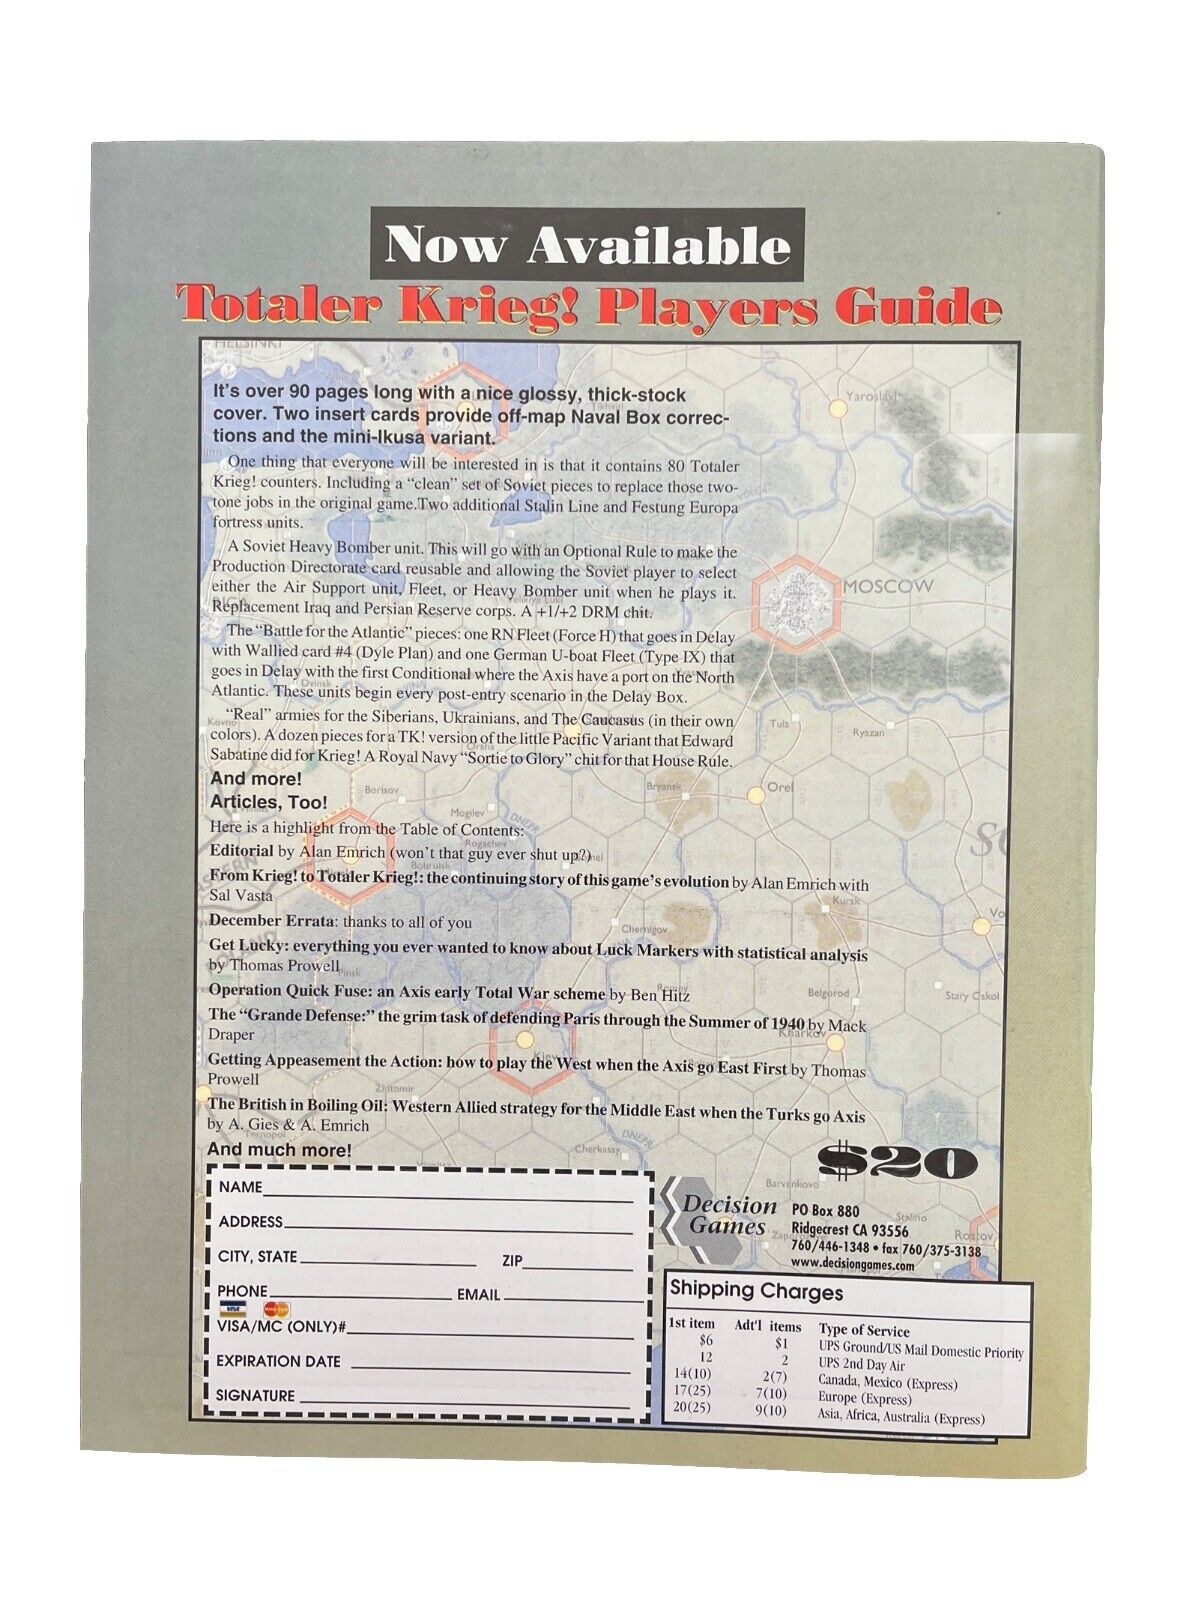 Now Available
Totaler Krieg! Players Guide
HELSINKI
It's over 90 pages long with a nice glossy, thick-stock
cover. Two insert cards provide off-map Naval Box correc-
tions and the mini-Ikusa variant.
Yaroslavl
One thing that everyone will be interested in is that it contains 80 Totaler
Krieg! counters. Including a "clean" set of Soviet pieces to replace those two-
tone jobs in the original game.Two additional Stalin Line and Festung Europa
fortress units.
A Soviet Heavy Bomber unit. This will go with an Optional Rule to make the
Production Directorate card reusable and allowing the Soviet player to select
either the Air Support unit, Fleet, or Heavy Bomber unit when he plays it.
Replacement Iraq and Persian Reserve corps. A +1/+2 DRM chit.
MOSCOW
The "Battle for the Atlantic" pieces: one RN Fleet (Force H) that goes in Delay
with Wallied card #4 (Dyle Plan) and one German U-boat Fleet (Type IX) that
goes in Delay with the first Conditional where the Axis have a port on the North
Atlantic. These units begin every post-entry scenario in the Delay Box.
"Real" armies for the Siberians, Ukrainians, and The Caucasus (in their own
colors). A dozen pieces for a TK! version of the little Pacific Variant that Edward
Sabatine did for Krieg! A Royal Navy "Sortie to Glory" chit for that House Rule.
Tula
Ryazan
Kovno
Orsha
And more!
Articles, Too!
Borisov
Mogilev
DNEPR
Bryansk
Orel
Here is a highlight from the Table of Contents:
Editorial by Alan Emrich (won't that guy ever shut up?)
Rogachev
Bobruisk
From Krieg! to Totaler Krieg!: the continuing story of this game's evolution by Alan Emrich with
Sal Vasta
Kursk
December Errata: thanks to all of you
Chernigov
Get Lucky: everything you ever wanted to know about Luck Markers with statistical analysis
by Thomas Prowell
Pinsk
Operation Quick Fuse: an Axis early Total War scheme by Ben Hitz
Belgorod
Stary Oskol
The "Grande Defense:" the grim task of defending Paris through the Summer of 1940 by Mack
Draper
Kharkov
Kiev
Getting Appeasement the Action: how to play the West when the Axis go East First by Thomas
Prowell
Zhitomir
The British in Boiling Oil: Western Allied strategy for the Middle East when the Turks go Axis
by A. Gies & A. Emrich
Tarnopol
DNEPR
Cherkassy
And much more!
$20
Barvenkovo
NAME
ADDRESS
CITY, STATE ZIP
PHONE EMAIL
VISA MasterCard
VISA/MC (ONLY)#
EXPIRATION DATE
SIGNATURE
Decision
Games
PO Box 880
Ridgecrest CA 93556
760/446-1348 • fax 760/375-3138
www.decisiongames.com
Stalino
Rostov
Shipping Charges
1st item Adt'l items Type of Service
$6 $1 UPS Ground/US Mail Domestic Priority
12 2 UPS 2nd Day Air
14(10) 2(7) Canada, Mexico (Express)
17(25) 7(10) Europe (Express)
20(25) 9(10) Asia, Africa, Australia (Express)